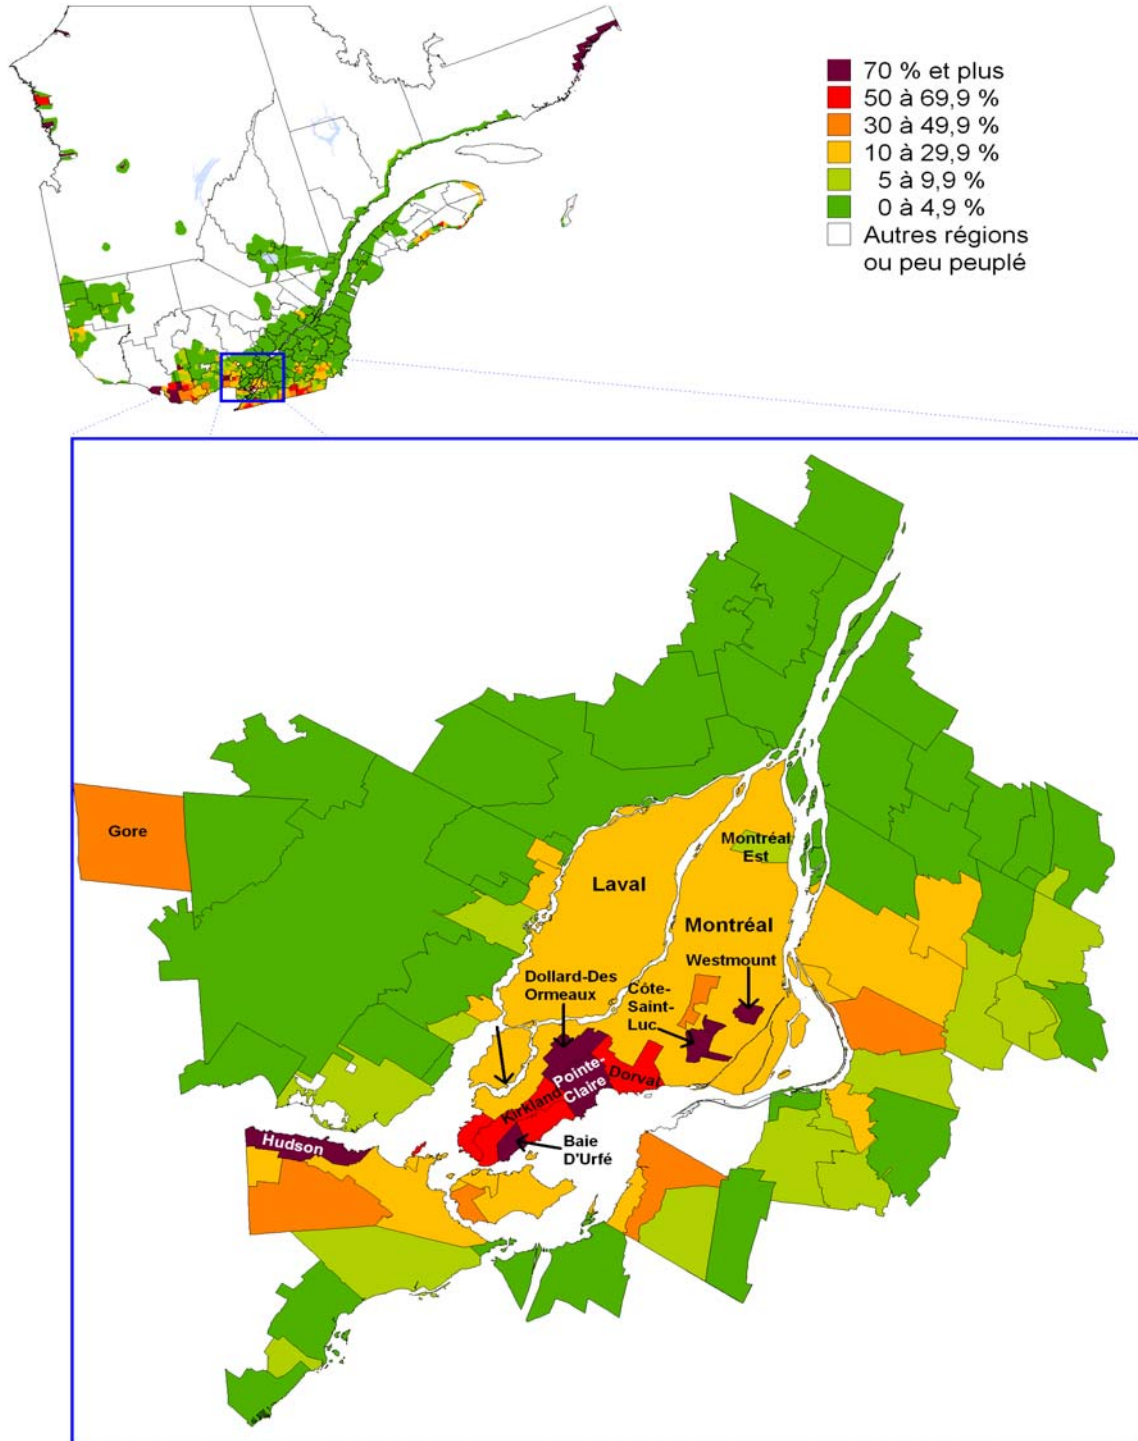 70 % et plus
50 à 69,9 %
30 à 49,9 %
10 à 29,9 %
5 à 9,9 %
0 à 4,9 %
Autres régions
ou peu peuplé
Gore
Montréal
Est
Laval
Montréal
Westmount
Dollard-Des
Ormeaux
Côte-
Saint-
Luc
Pointe-
Claire
Dorval
Kirkland
Hudson
Baie
D'Urfé